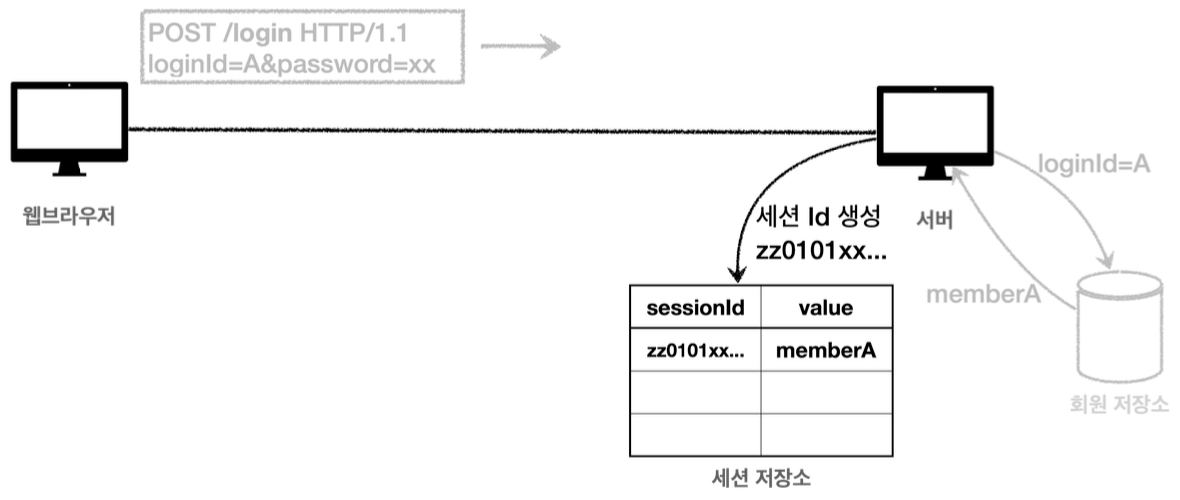 POST /login HTTP/1.1
loginId=A&password=xx
웹브라우저
서버
loginId=A
memberA
회원 저장소
세션 Id 생성
zz0101xx...
sessionId value
zz0101xx... memberA
세션 저장소